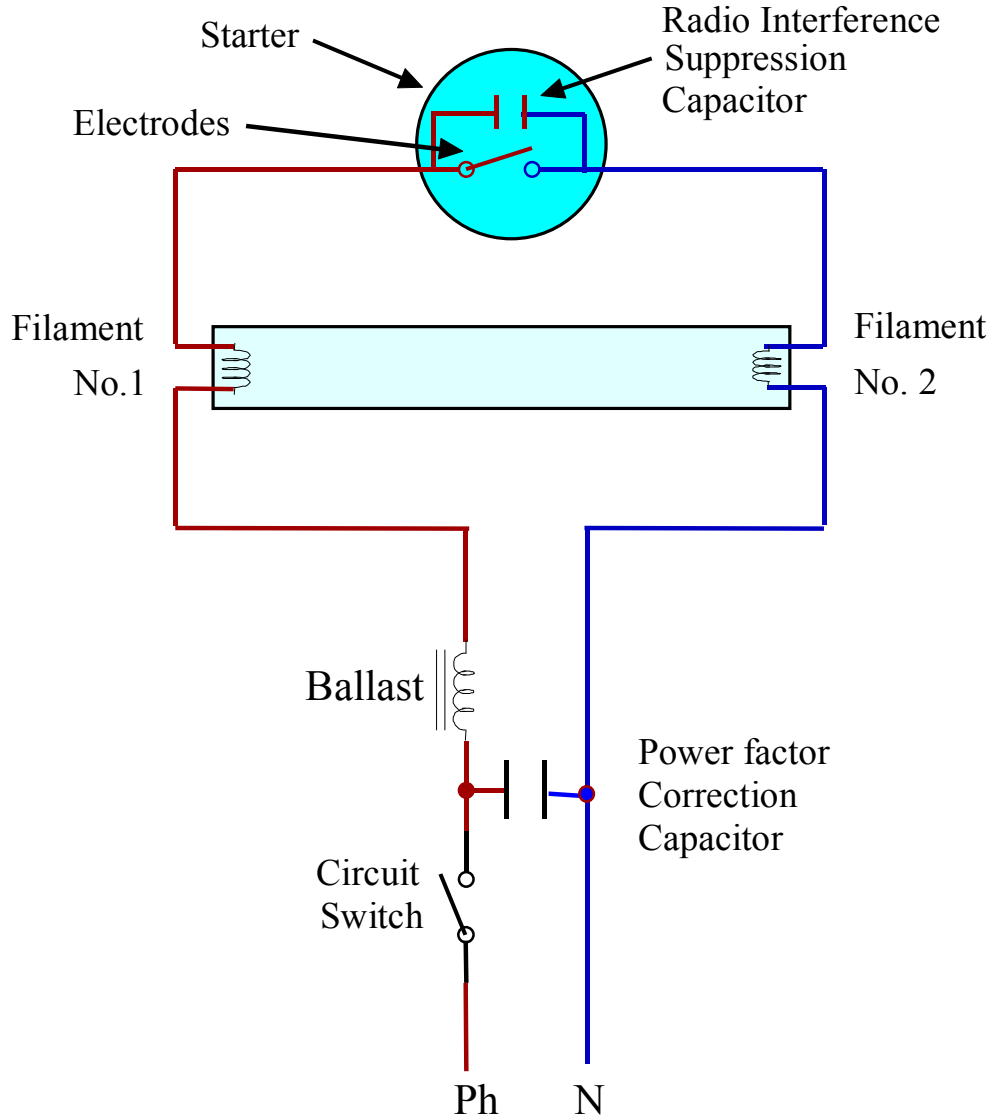 Starter
Radio Interference
Suppression
Capacitor
Electrodes
Filament
No.1
Filament
No. 2
Ballast
Power factor
Correction
Capacitor
Circuit
Switch
Ph
N